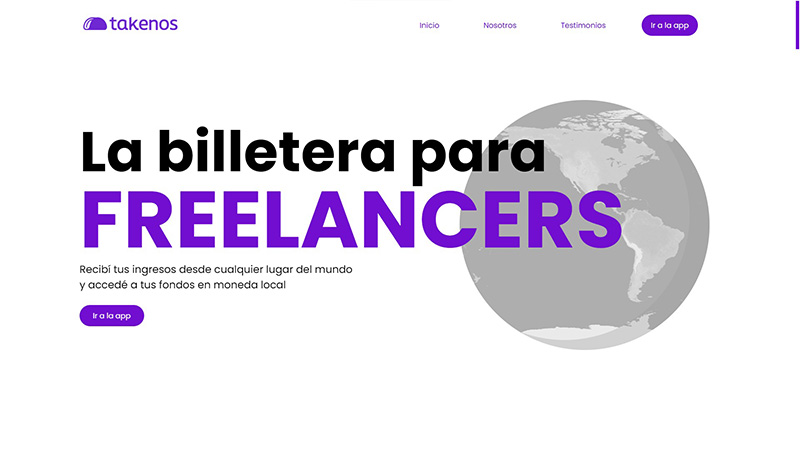 takenos
Inicio
Nosotros
Testimonios
Ir a la app
La billetera para
FREELANCERS
Recibí tus ingresos desde cualquier lugar del mundo
y accedé a tus fondos en moneda local
Ir a la app